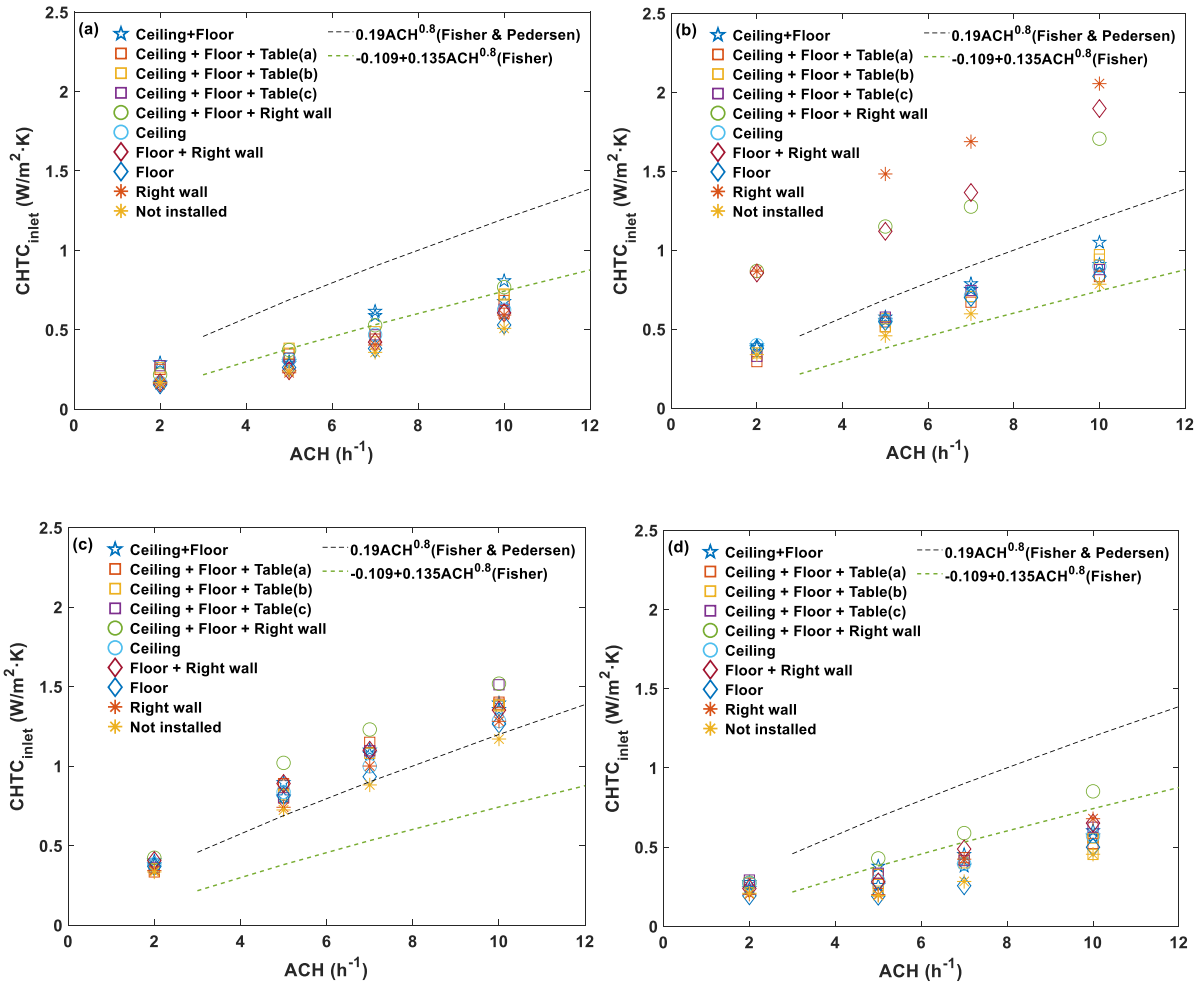 (a)
Ceiling+Floor
Ceiling + Floor + Table(a)
Ceiling + Floor + Table(b)
Ceiling + Floor + Table(c)
Ceiling + Floor + Right wall
Ceiling
Floor + Right wall
Floor
Right wall
Not installed
0.19ACH^0.8(Fisher & Pedersen)
-0.109+0.135ACH^0.8(Fisher)
2.5
2
1.5
1
0.5
0
CHTC_inlet (W/m^2·K)
0 2 4 6 8 10 12
ACH (h^-1)
(b)
Ceiling+Floor
Ceiling + Floor + Table(a)
Ceiling + Floor + Table(b)
Ceiling + Floor + Table(c)
Ceiling + Floor + Right wall
Ceiling
Floor + Right wall
Floor
Right wall
Not installed
0.19ACH^0.8(Fisher & Pedersen)
-0.109+0.135ACH^0.8(Fisher)
2.5
2
1.5
1
0.5
0
CHTC_inlet (W/m^2·K)
0 2 4 6 8 10 12
ACH (h^-1)
(c)
Ceiling+Floor
Ceiling + Floor + Table(a)
Ceiling + Floor + Table(b)
Ceiling + Floor + Table(c)
Ceiling + Floor + Right wall
Ceiling
Floor + Right wall
Floor
Right wall
Not installed
0.19ACH^0.8(Fisher & Pedersen)
-0.109+0.135ACH^0.8(Fisher)
2.5
2
1.5
1
0.5
0
CHTC_inlet (W/m^2·K)
0 2 4 6 8 10 12
ACH (h^-1)
(d)
Ceiling+Floor
Ceiling + Floor + Table(a)
Ceiling + Floor + Table(b)
Ceiling + Floor + Table(c)
Ceiling + Floor + Right wall
Ceiling
Floor + Right wall
Floor
Right wall
Not installed
0.19ACH^0.8(Fisher & Pedersen)
-0.109+0.135ACH^0.8(Fisher)
2.5
2
1.5
1
0.5
0
CHTC_inlet (W/m^2·K)
0 2 4 6 8 10 12
ACH (h^-1)